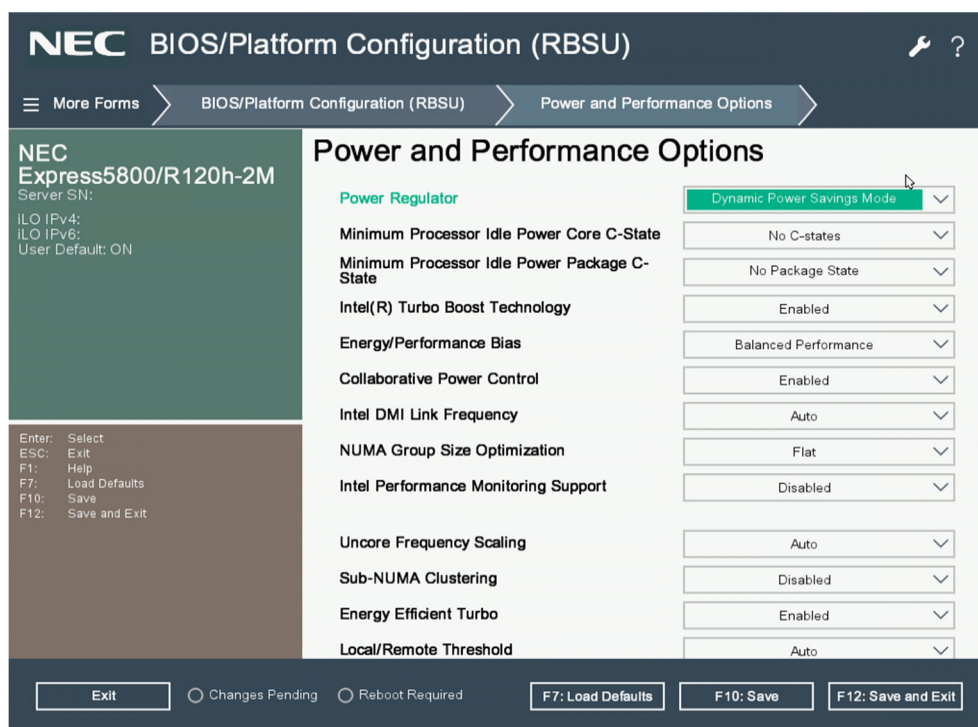 NEC BIOS/Platform Configuration (RBSU) ?
More Forms BIOS/Platform Configuration (RBSU) Power and Performance Options
NEC
Express5800/R120h-2M
Server SN:
iLO IPv4:
iLO IPv6:
User Default: ON
Enter: Select
ESC: Exit
F1: Help
F7: Load Defaults
F10: Save
F12: Save and Exit
Power and Performance Options
Power Regulator Dynamic Power Savings Mode
Minimum Processor Idle Power Core C-State No C-states
Minimum Processor Idle Power Package C-
State No Package State
Intel(R) Turbo Boost Technology Enabled
Energy/Performance Bias Balanced Performance
Collaborative Power Control Enabled
Intel DMI Link Frequency Auto
NUMA Group Size Optimization Flat
Intel Performance Monitoring Support Disabled
Uncore Frequency Scaling Auto
Sub-NUMA Clustering Disabled
Energy Efficient Turbo Enabled
Local/Remote Threshold Auto
Exit Changes Pending Reboot Required F7: Load Defaults F10: Save F12: Save and Exit